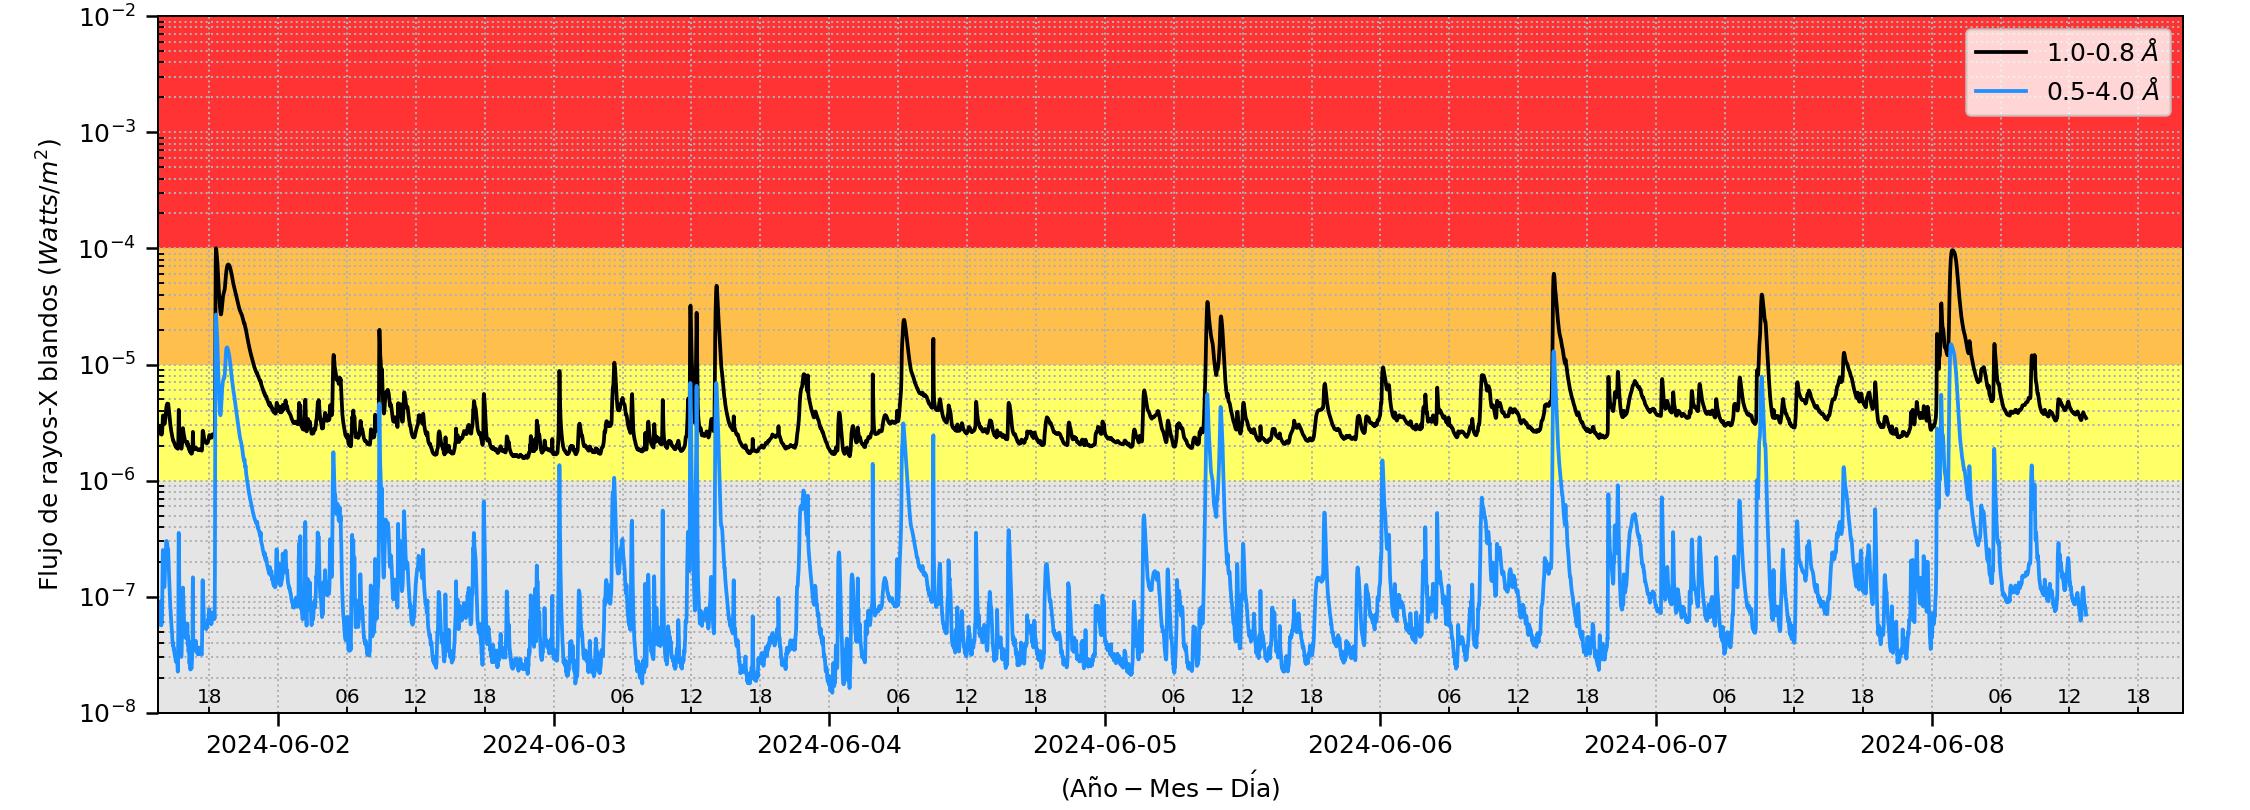 10⁻²
10⁻³
10⁻⁴
10⁻⁵
10⁻⁶
10⁻⁷
10⁻⁸
Flujo de rayos-X blandos (Watts/m²)
1.0-0.8 Å
0.5-4.0 Å
18 06 12 18 06 12 18 06 12 18 06 12 18 06 12 18 06 12 18 06 12 18
2024-06-02 2024-06-03 2024-06-04 2024-06-05 2024-06-06 2024-06-07 2024-06-08
(Año − Mes − Día)